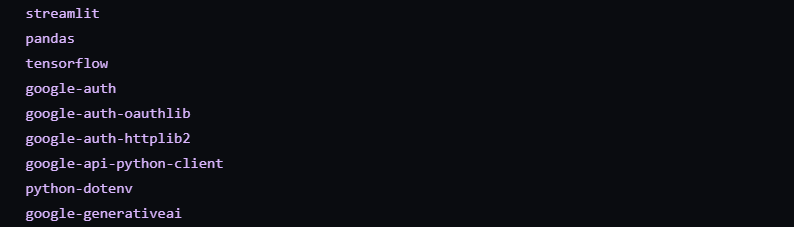 streamlit
pandas
tensorflow
google-auth
google-auth-oauthlib
google-auth-httplib2
google-api-python-client
python-dotenv
google-generativeai